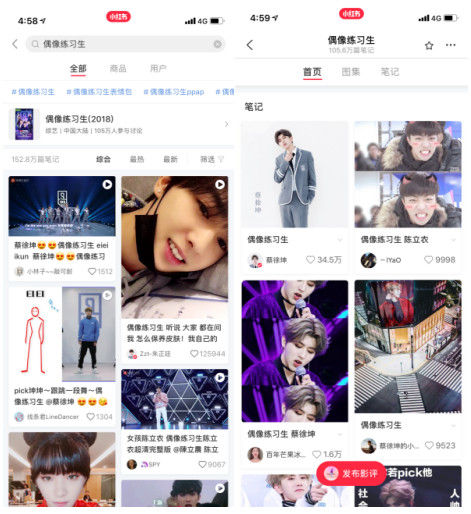 4:58
小红书
4G
偶像练习生
全部 商品 用户
#偶像练习生 #偶像练习生表情包 #偶像练习生ppap #偶
偶像练习生(2018)
综艺 | 中国大陆 | 105万人参与讨论
152.8万篇笔记 综合 最热 最新 筛选
蔡徐坤😍😍偶像练习生 eiei
ikun 蔡徐坤😍😍偶像练习
小林子~~敲可耐
1512
偶像练习生 听说 大家 都在问
我 怎么保养皮肤！我自己的
Zzt-朱正廷
125944
EIEI
pick坤坤~跟跳一段舞~偶
像练习生 @蔡徐坤 😍😍😘
线条君LineDancer
1304
女孩陈立农 偶像练习生陈立
农超清完整版 @陳立農 陈立
SPY
9067
4:59
小红书
4G
偶像练习生
105.6万篇笔记
首页 图集 笔记
笔记
蔡徐坤
偶像练习生
蔡徐坤
34.5万
偶像练习生 陈立农
~lYaO
9998
偶像练习生 蔡徐坤
百年芒果冰...
1.6万
偶像练习生
蔡徐坤的小...
9523
发布影评
若pick他
社会
人帅